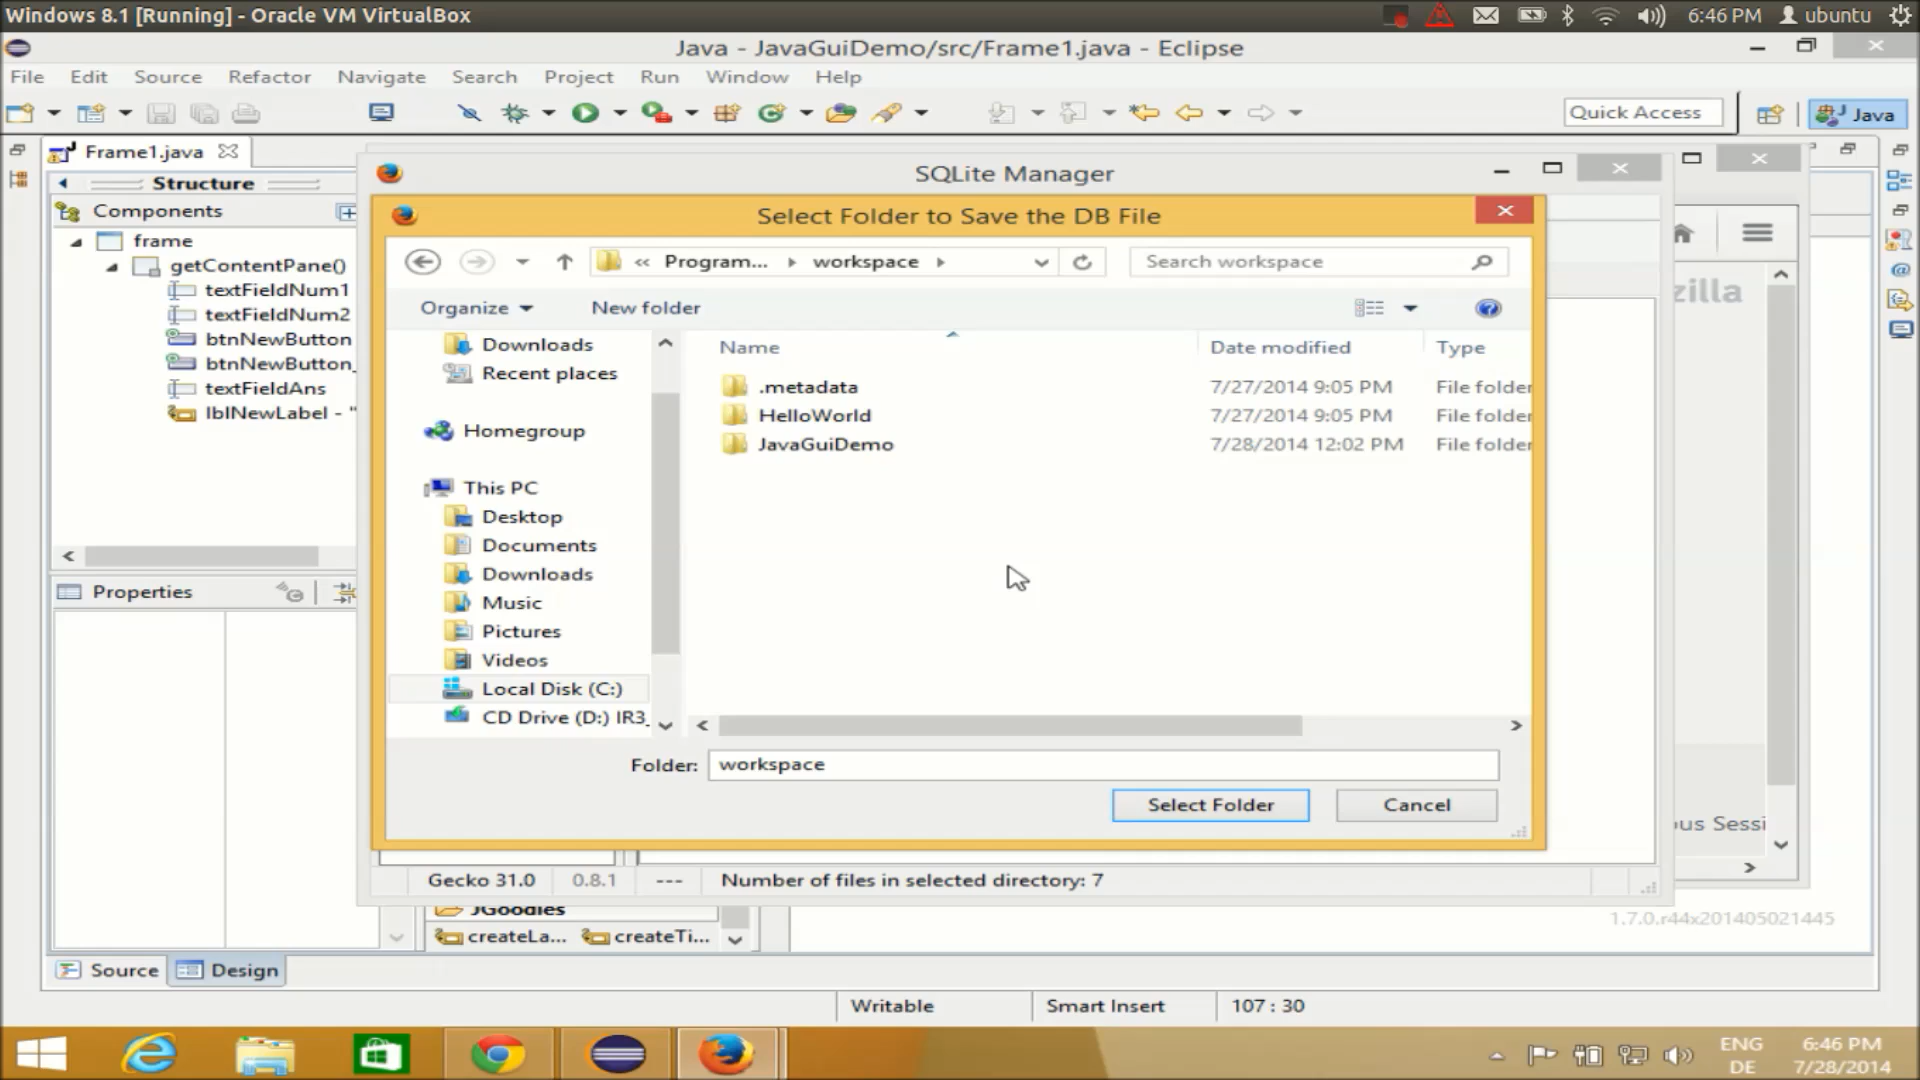 Windows 8.1 [Running] - Oracle VM VirtualBox
6:46 PM
ubuntu
Java - JavaGuiDemo/src/Frame1.java - Eclipse
File Edit Source Refactor Navigate Search Project Run Window Help
Quick Access
Java
Frame1.java
SQLite Manager
Structure
Components
Select Folder to Save the DB File
frame
getContentPane()
textFieldNum1
textFieldNum2
btnNewButton
btnNewButton_
textFieldAns
lblNewLabel - "
« Program... workspace
Search workspace
zilla
Organize
New folder
Name
Date modified
Type
Downloads
Recent places
Homegroup
This PC
Desktop
Documents
Downloads
Music
Pictures
Videos
Local Disk (C:)
CD Drive (D:) IR3_
.metadata 7/27/2014 9:05 PM File folder
HelloWorld 7/27/2014 9:05 PM File folder
JavaGuiDemo 7/28/2014 12:02 PM File folder
Properties
Folder: workspace
Select Folder
Cancel
us Sessi
Gecko 31.0 0.8.1 --- Number of files in selected directory: 7
JGoodies
createLa... createTi...
1.7.0.r44x201405021445
Source Design
Writable Smart Insert 107 : 30
ENG
DE
6:46 PM
7/28/2014